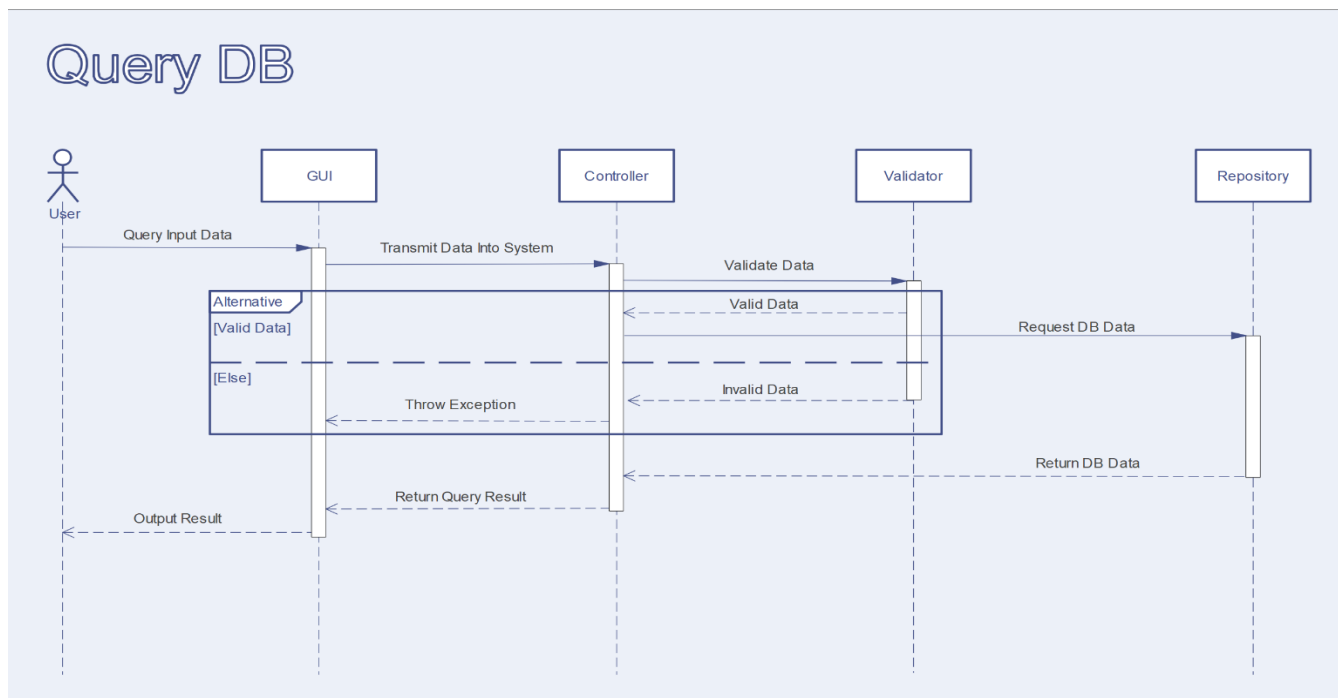 Query DB
User
GUI
Controller
Validator
Repository
Query Input Data
Transmit Data Into System
Validate Data
Alternative
Valid Data
[Valid Data]
Request DB Data
[Else]
Invalid Data
Throw Exception
Return DB Data
Return Query Result
Output Result